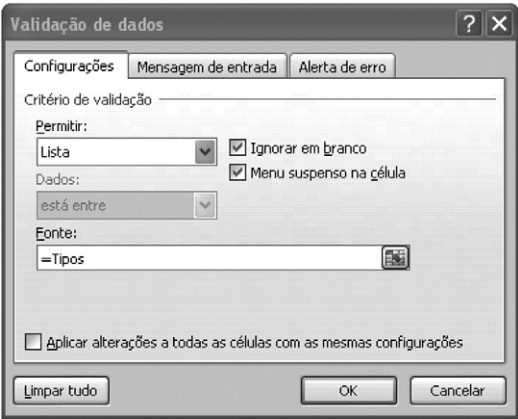 Validação de dados
Configurações Mensagem de entrada Alerta de erro
Critério de validação
Permitir:
Lista
Ignorar em branco
Menu suspenso na célula
Dados:
está entre
Fonte:
=Tipos
Aplicar alterações a todas as células com as mesmas configurações
Limpar tudo OK Cancelar